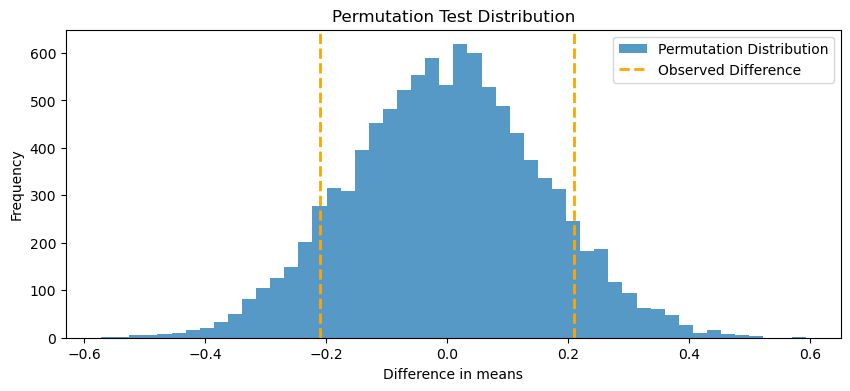 Permutation Test Distribution
Permutation Distribution
Observed Difference
Frequency
600
500
400
300
200
100
0
−0.6 −0.4 −0.2 0.0 0.2 0.4 0.6
Difference in means